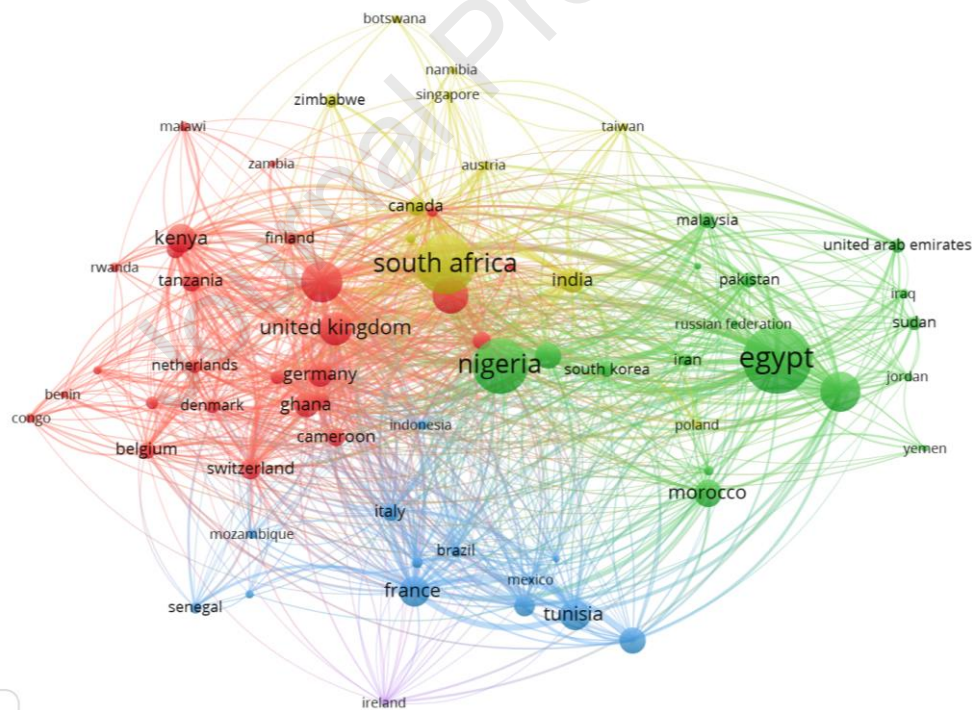 botswana
namibia
singapore
zimbabwe
malawi
taiwan
zambia
austria
canada
malaysia
kenya
finland
united arab emirates
south africa
rwanda
tanzania
india
pakistan
iraq
united kingdom
russian federation
sudan
egypt
nigeria
iran
netherlands
south korea
germany
jordan
benin
denmark
ghana
congo
indonesia
poland
cameroon
belgium
yemen
switzerland
morocco
italy
mozambique
brazil
mexico
france
senegal
tunisia
ireland
Journal Pre